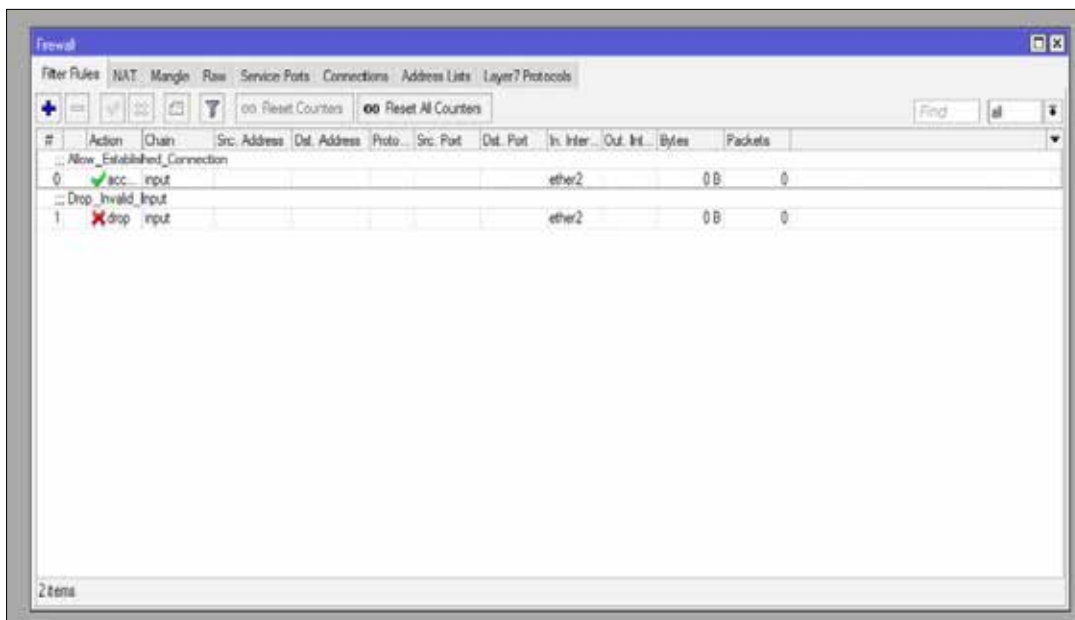 Firewall
Filter Rules NAT Mangle Raw Service Ports Connections Address Lists Layer7 Protocols
00 Reset Counters 00 Reset All Counters Find all
# Action Chain Src. Address Dst. Address Proto... Src. Port Dst. Port In. Inter... Out. Int... Bytes Packets
::: Allow_Established_Connection
0 acc... input ether2 0 B 0
::: Drop_Invalid_Input
1 drop input ether2 0 B 0
2 items